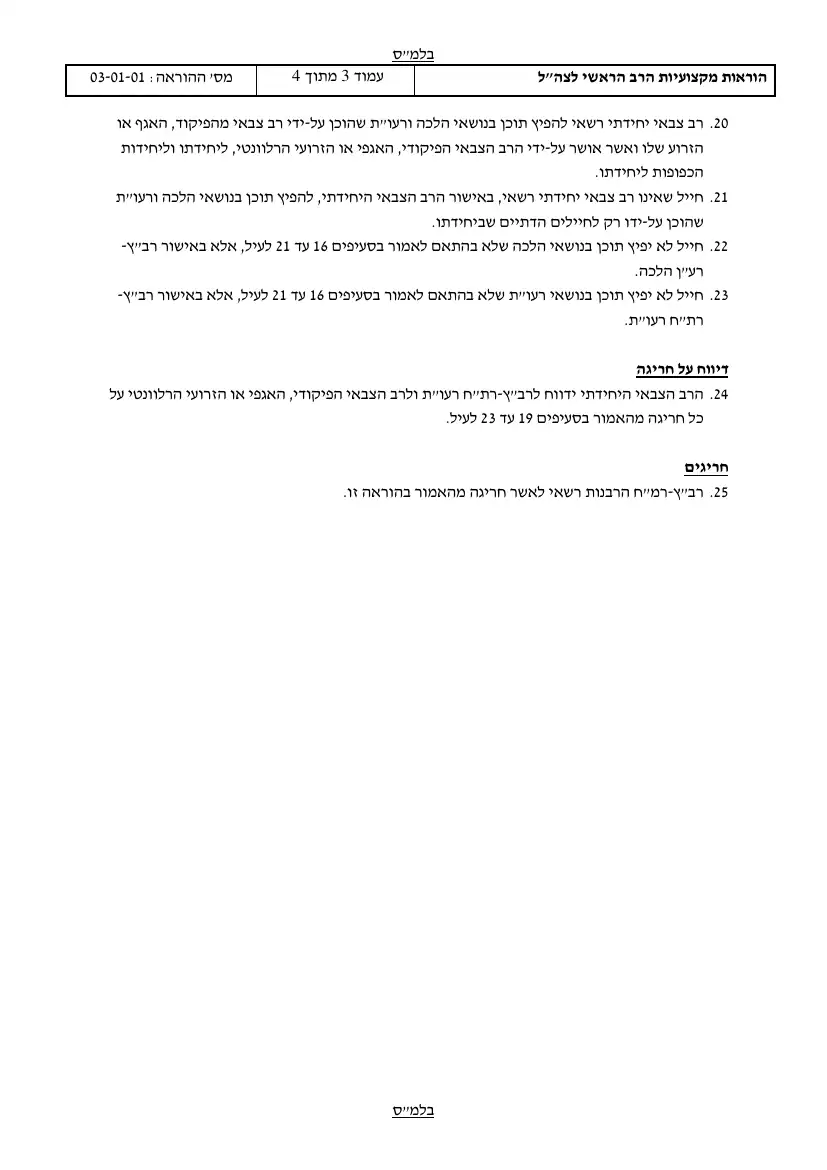 בלמ״ס
הוראות מקצועיות הרב הראשי לצה״ל עמוד 3 מתוך 4 מס׳ ההוראה: 03-01-01
20. רב צבאי יחידתי רשאי להפיץ תוכן בנושאי הלכה ורעו״ת שהוכן על-ידי רב צבאי מהפיקוד, האגף או
הזרוע שלו ואשר אושר על-ידי הרב הצבאי הפיקודי, האגפי או הזרועי הרלוונטי, ליחידתו וליחידות
הכפופות ליחידתו.
21. חייל שאינו רב צבאי יחידתי רשאי, באישור הרב הצבאי היחידתי, להפיץ תוכן בנושאי הלכה ורעו״ת
שהוכן על-ידו רק לחיילים הדתיים שביחידתו.
22. חייל לא יפיץ תוכן בנושאי הלכה שלא בהתאם לאמור בסעיפים 16 עד 21 לעיל, אלא באישור רב״ץ-
רע״ן הלכה.
23. חייל לא יפיץ תוכן בנושאי רעו״ת שלא בהתאם לאמור בסעיפים 16 עד 21 לעיל, אלא באישור רב״ץ-
רת״ח רעו״ת.
דיווח על חריגה
24. הרב הצבאי היחידתי ידווח לרב״ץ-רת״ח רעו״ת ולרב הצבאי הפיקודי, האגפי או הזרועי הרלוונטי על
כל חריגה מהאמור בסעיפים 19 עד 23 לעיל.
חריגים
25. רב״ץ-רמ״ח הרבנות רשאי לאשר חריגה מהאמור בהוראה זו.
בלמ״ס